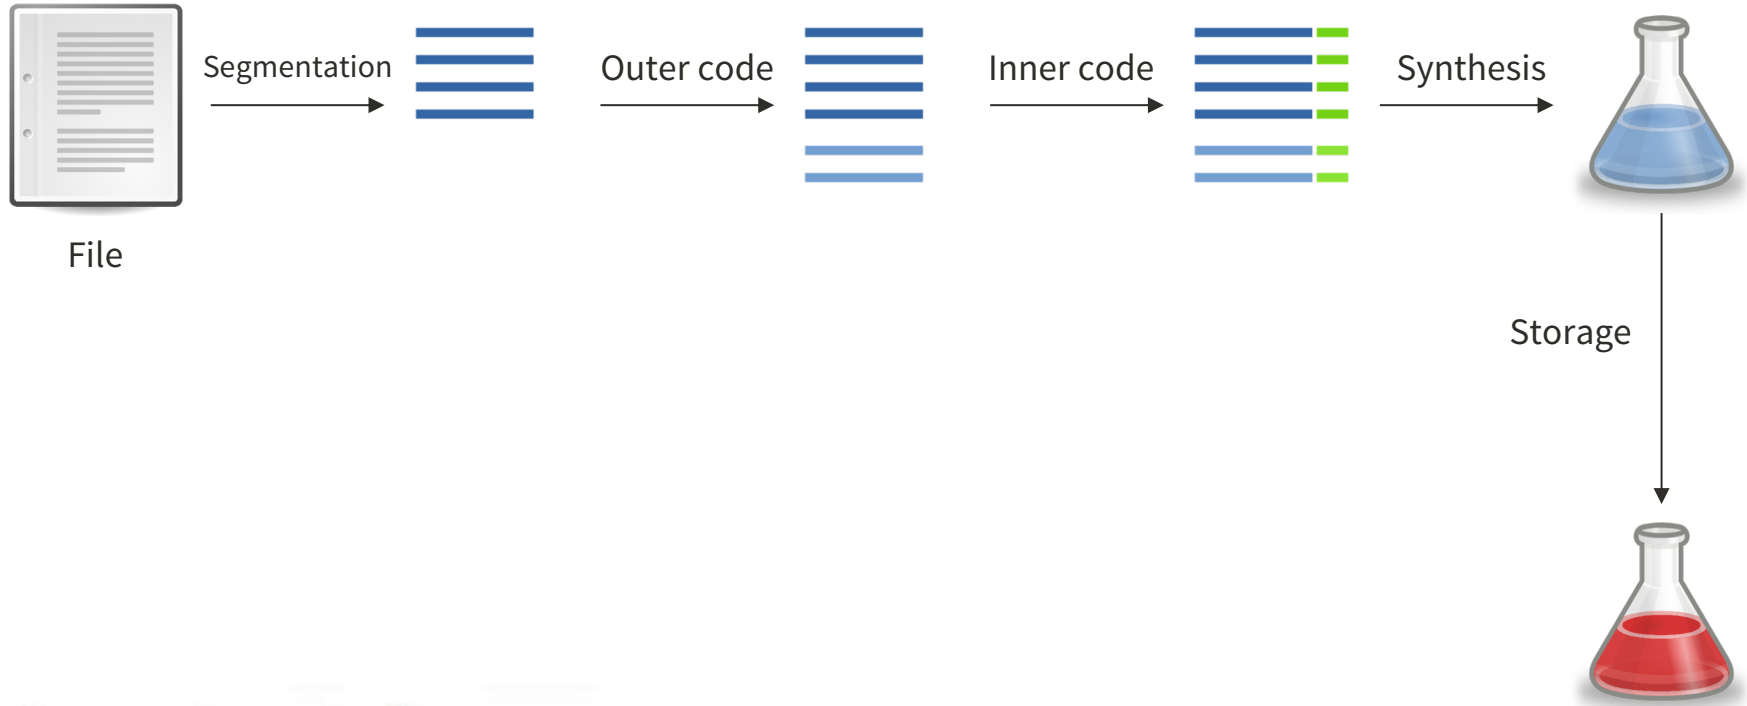 Segmentation
Outer code
Inner code
Synthesis
File
Storage